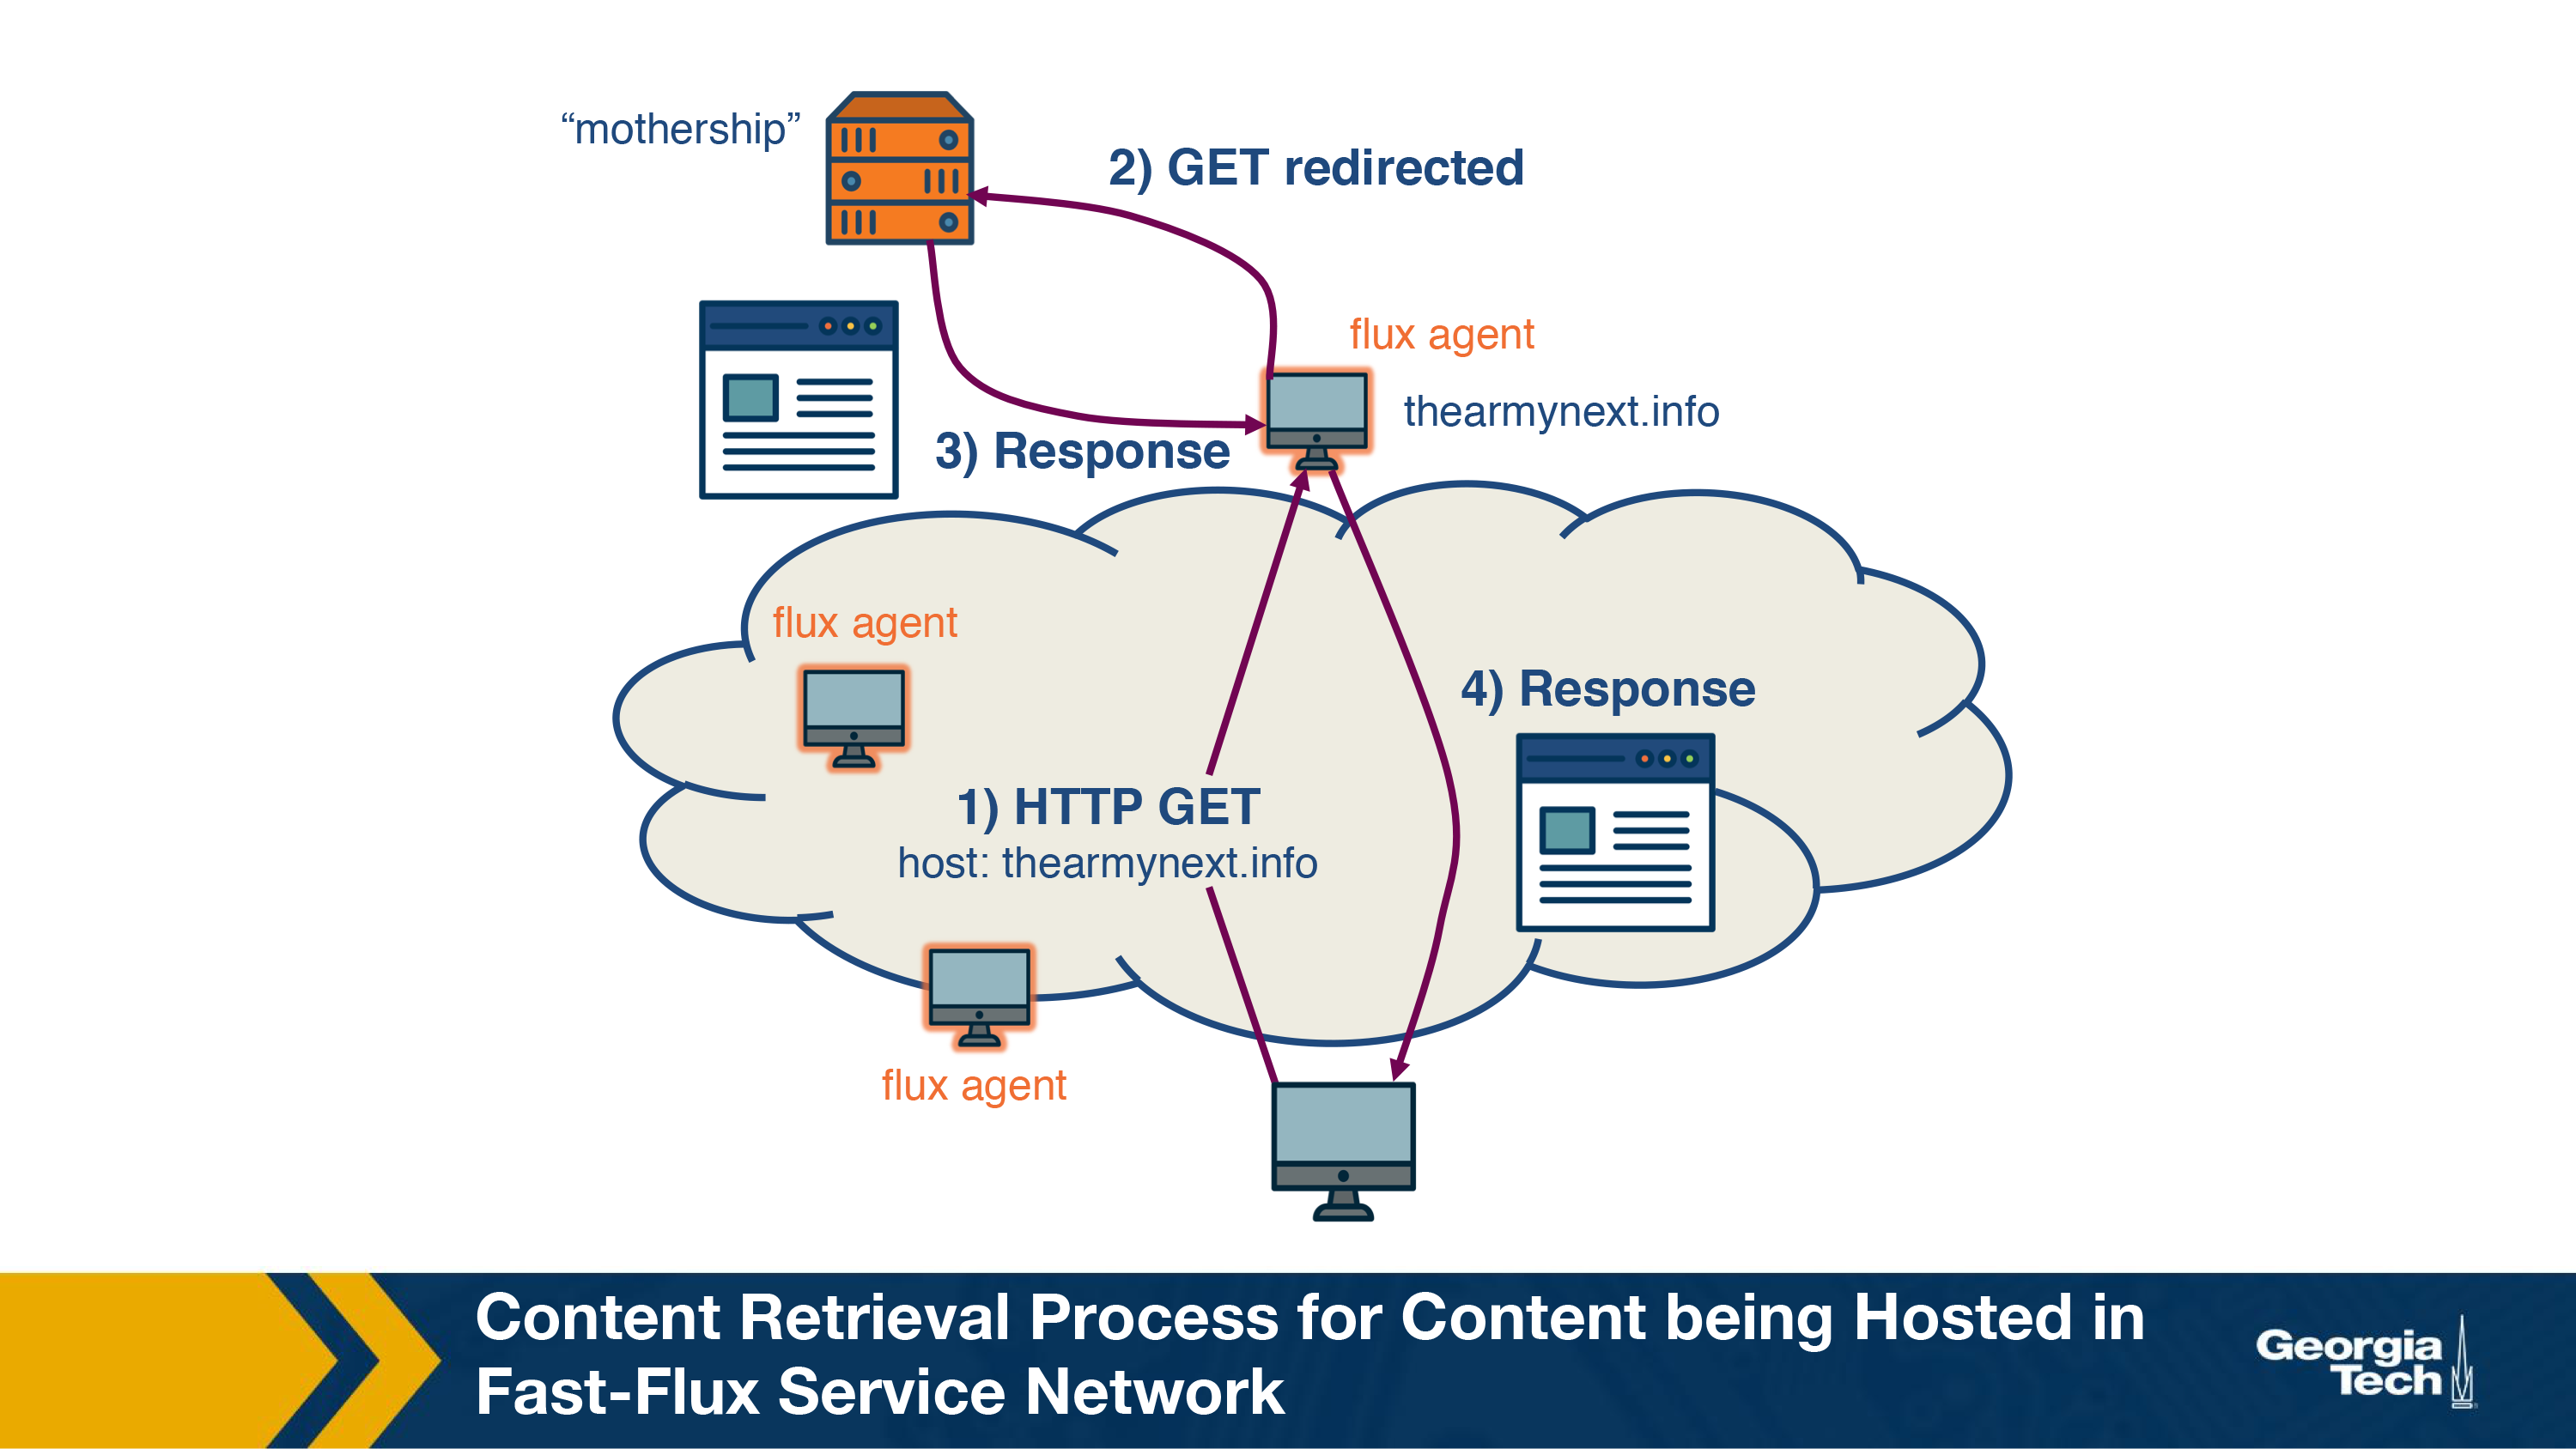 “mothership”
2) GET redirected
flux agent
thearmynext.info
3) Response
flux agent
4) Response
1) HTTP GET
host: thearmynext.info
flux agent
Content Retrieval Process for Content being Hosted in
Fast-Flux Service Network
Georgia
Tech